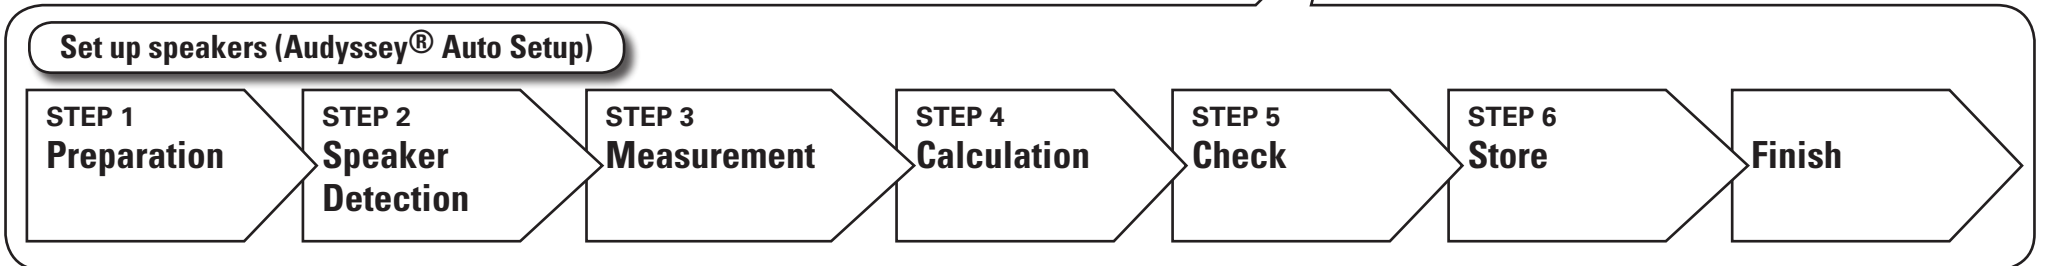 Set up speakers (Audyssey® Auto Setup)
STEP 1
Preparation
STEP 2
Speaker
Detection
STEP 3
Measurement
STEP 4
Calculation
STEP 5
Check
STEP 6
Store
Finish